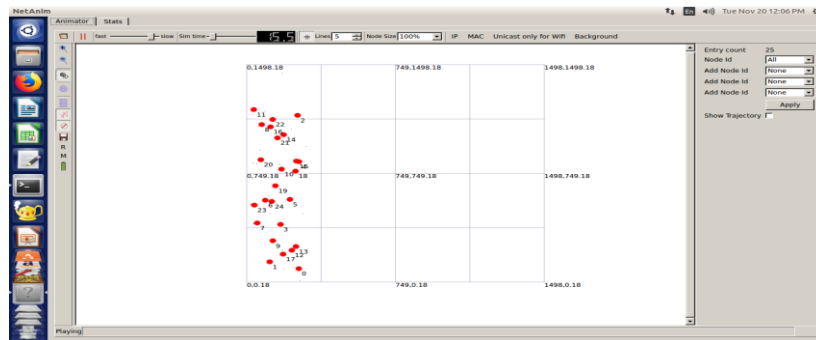 NetAnim
En
Tue Nov 20 12:06 PM
Animator Stats
fast slow Sim time 15.5 Lines 5 Node Size 100% IP MAC Unicast only for Wifi Background
Entry count 25
Node Id All
Add Node Id None
Add Node Id None
Add Node Id None
Apply
Show Trajectory
R
M
0,1498.18 749,1498.18 1498,1498.18
11 2
22
8 16
21 14
20
10 18
0,749.18 749,749.18 1498,749.18
19
6 24 5
23
7 3
9
13
17 12
1 0
0,0.18 749,0.18 1498,0.18
Playing